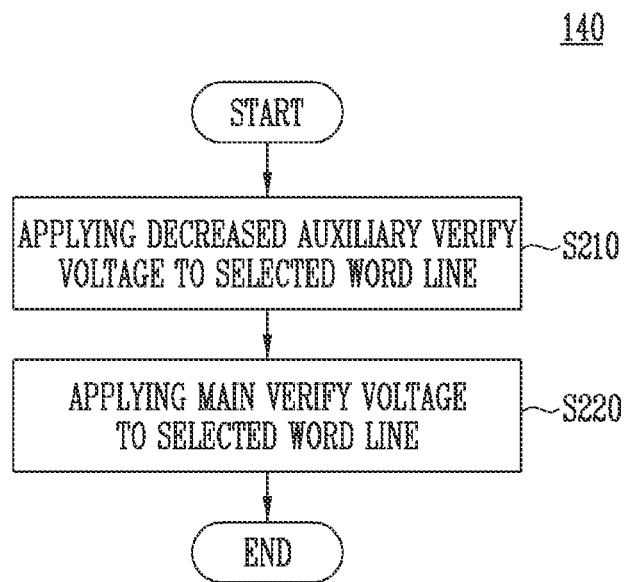 140
START
APPLYING DECREASED AUXILIARY VERIFY
VOLTAGE TO SELECTED WORD LINE
S210
APPLYING MAIN VERIFY VOLTAGE
TO SELECTED WORD LINE
S220
END